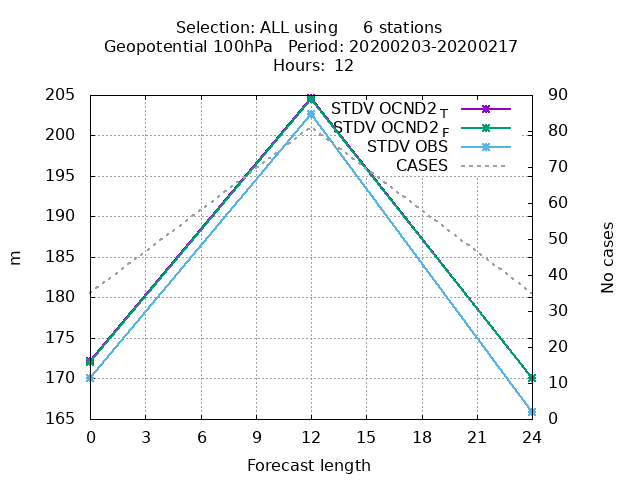 Selection: ALL using     6 stations
Geopotential 100hPa   Period: 20200203-20200217
Hours:  12
STDV OCND2 T
STDV OCND2 F
STDV OBS
CASES
205
200
195
190
185
180
175
170
165
90
80
70
60
50
40
30
20
10
0
m
No cases
0 3 6 9 12 15 18 21 24
Forecast length